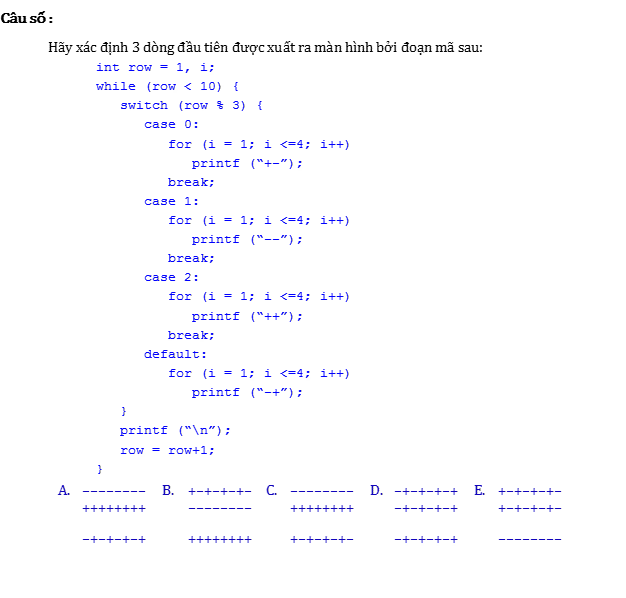 Câu số :
Hãy xác định 3 dòng đầu tiên được xuất ra màn hình bởi đoạn mã sau:
int row = 1, i;
while (row < 10) {
switch (row % 3) {
case 0:
for (i = 1; i <=4; i++)
printf (“+-”);
break;
case 1:
for (i = 1; i <=4; i++)
printf (“--”);
break;
case 2:
for (i = 1; i <=4; i++)
printf (“++”);
break;
default:
for (i = 1; i <=4; i++)
printf (“-+”);
}
printf (“\n”);
row = row+1;
}
A. -------- B. +-+-+-+- C. -------- D. -+-+-+-+ E. +-+-+-+-
++++++++ -------- ++++++++ -+-+-+-+ +-+-+-+-
-+-+-+-+ ++++++++ +-+-+-+- -+-+-+-+ --------